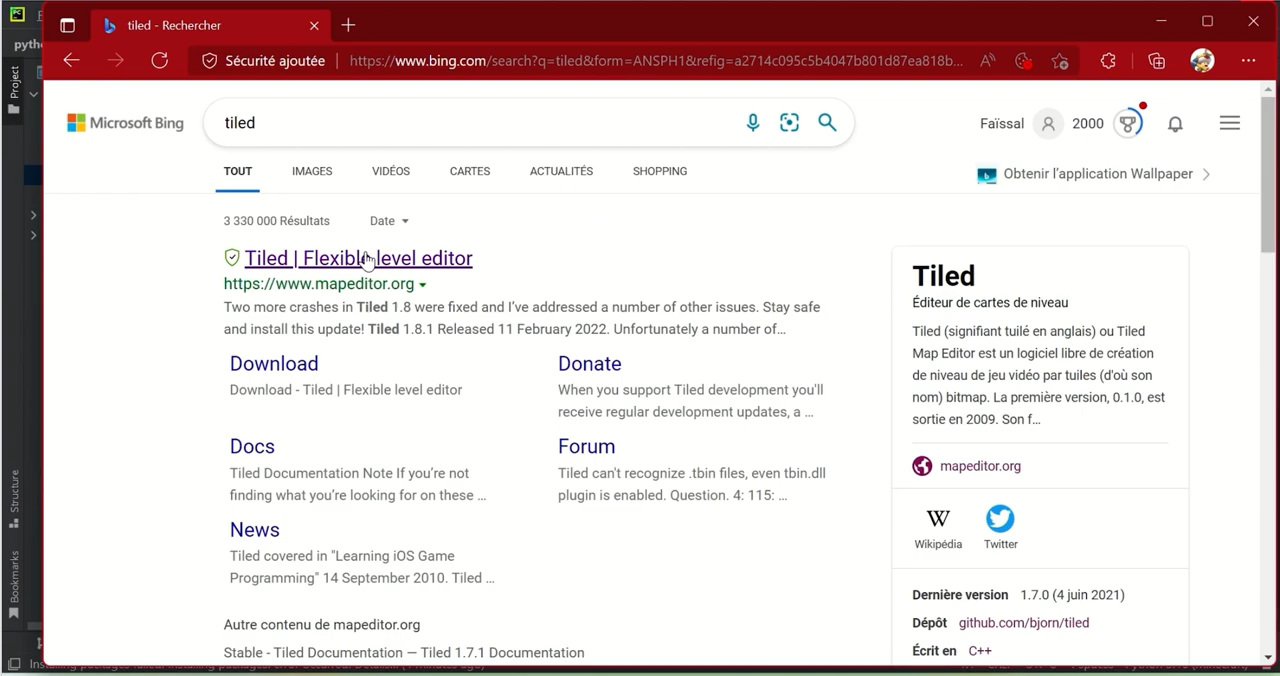 tiled - Rechercher
pyth
Project
Structure
Bookmarks
Sécurité ajoutée
https://www.bing.com/search?q=tiled&form=ANSPH1&refig=a2714c095c5b4047b801d87ea818b...
Microsoft Bing
tiled
Faïssal
2000
TOUT
IMAGES
VIDÉOS
CARTES
ACTUALITÉS
SHOPPING
Obtenir l'application Wallpaper
3 330 000 Résultats
Date
Tiled | Flexible level editor
https://www.mapeditor.org
Two more crashes in Tiled 1.8 were fixed and I've addressed a number of other issues. Stay safe
and install this update! Tiled 1.8.1 Released 11 February 2022. Unfortunately a number of...
Download
Download - Tiled | Flexible level editor
Donate
When you support Tiled development you'll
receive regular development updates, a ...
Docs
Tiled Documentation Note If you're not
finding what you're looking for on these ...
Forum
Tiled can't recognize .tbin files, even tbin.dll
plugin is enabled. Question. 4: 115: ...
News
Tiled covered in "Learning iOS Game
Programming" 14 September 2010. Tiled ...
Autre contenu de mapeditor.org
Stable - Tiled Documentation — Tiled 1.7.1 Documentation
Tiled
Éditeur de cartes de niveau
Tiled (signifiant tuilé en anglais) ou Tiled
Map Editor est un logiciel libre de création
de niveau de jeu vidéo par tuiles (d'où son
nom) bitmap. La première version, 0.1.0, est
sortie en 2009. Son f...
mapeditor.org
Wikipédia
Twitter
Dernière version 1.7.0 (4 juin 2021)
Dépôt github.com/bjorn/tiled
Écrit en C++